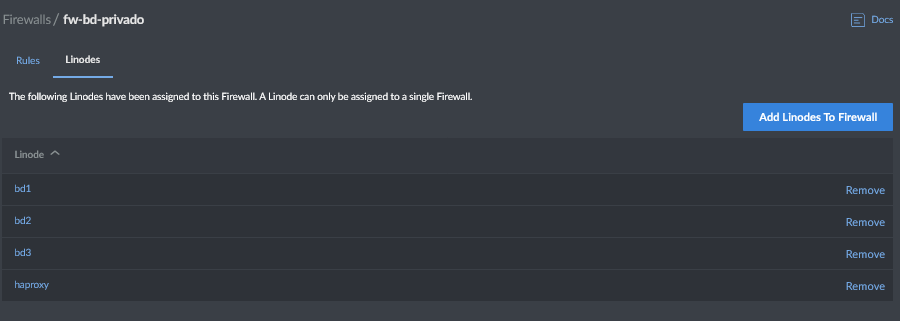 Firewalls / fw-bd-privado
Docs
Rules
Linodes
The following Linodes have been assigned to this Firewall. A Linode can only be assigned to a single Firewall.
Add Linodes To Firewall
Linode
bd1
Remove
bd2
Remove
bd3
Remove
haproxy
Remove